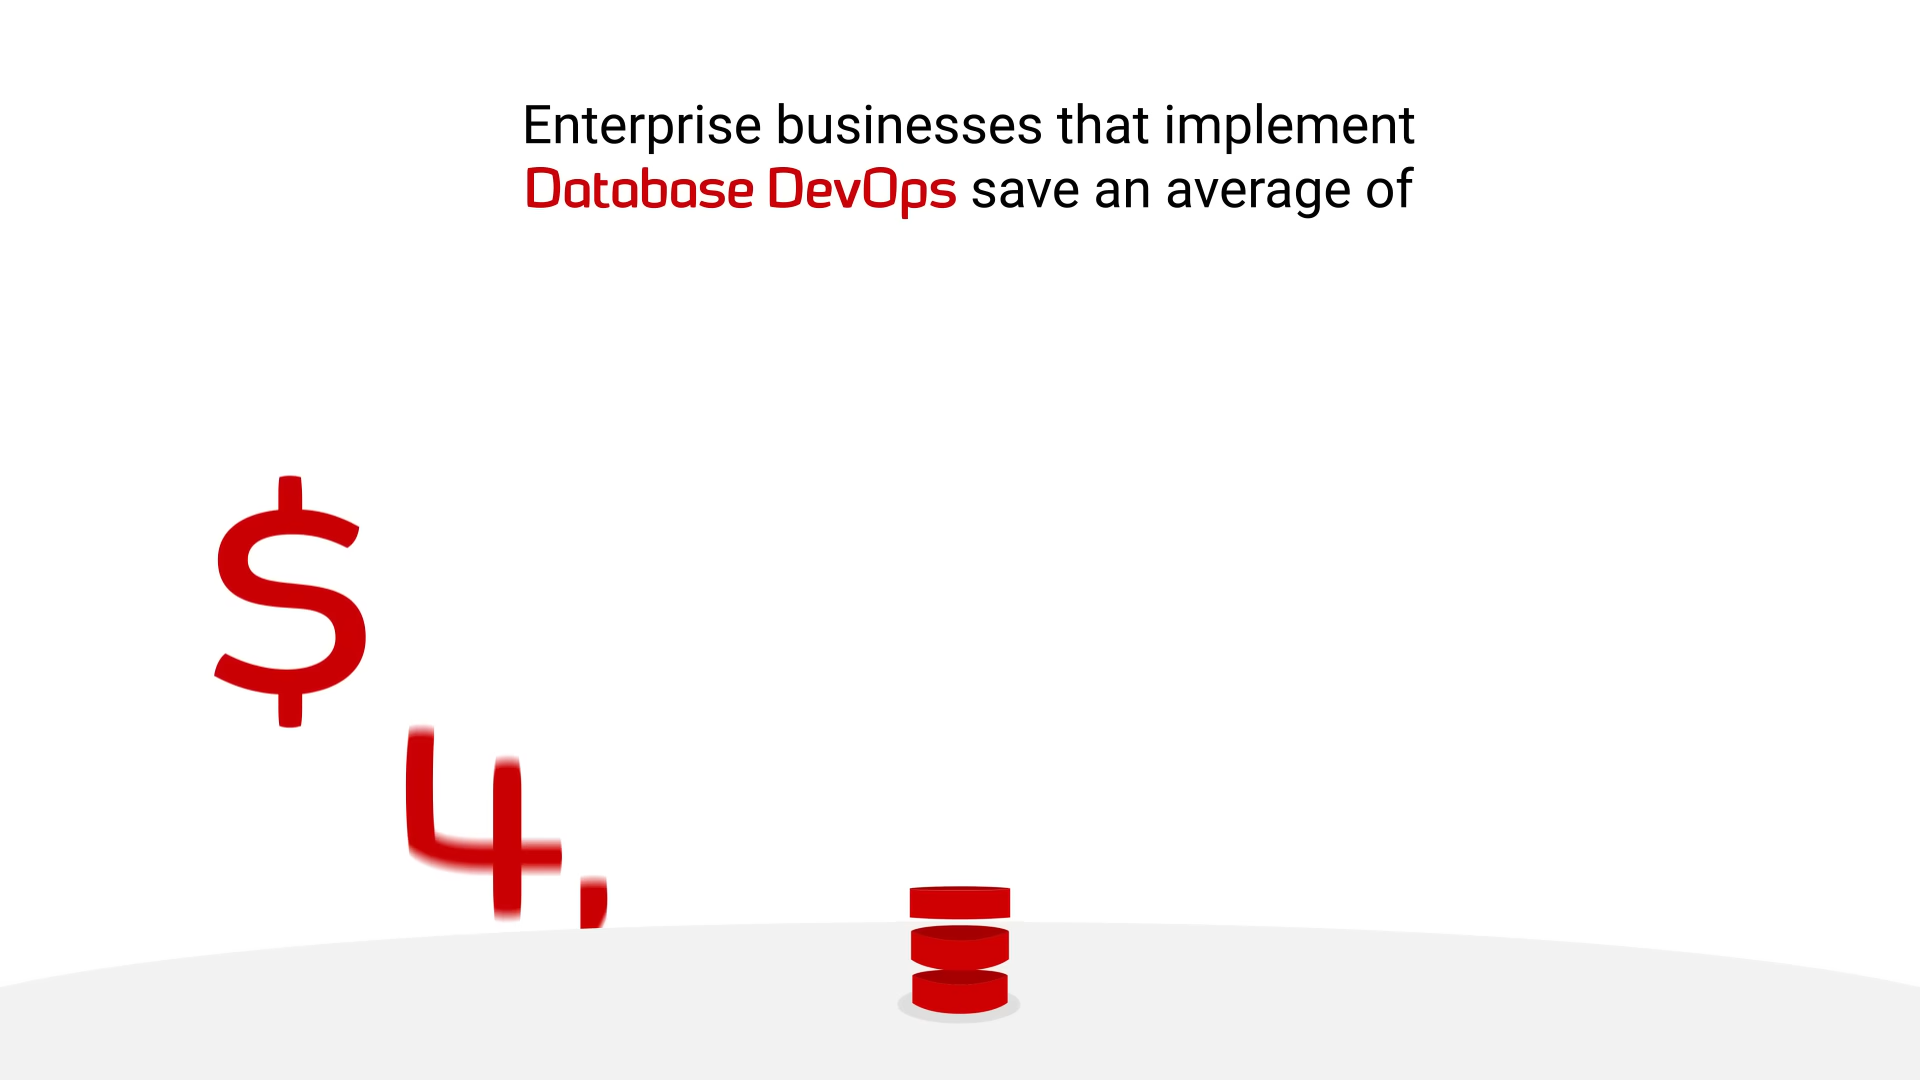 Enterprise businesses that implement
Database DevOps save an average of
$
4,